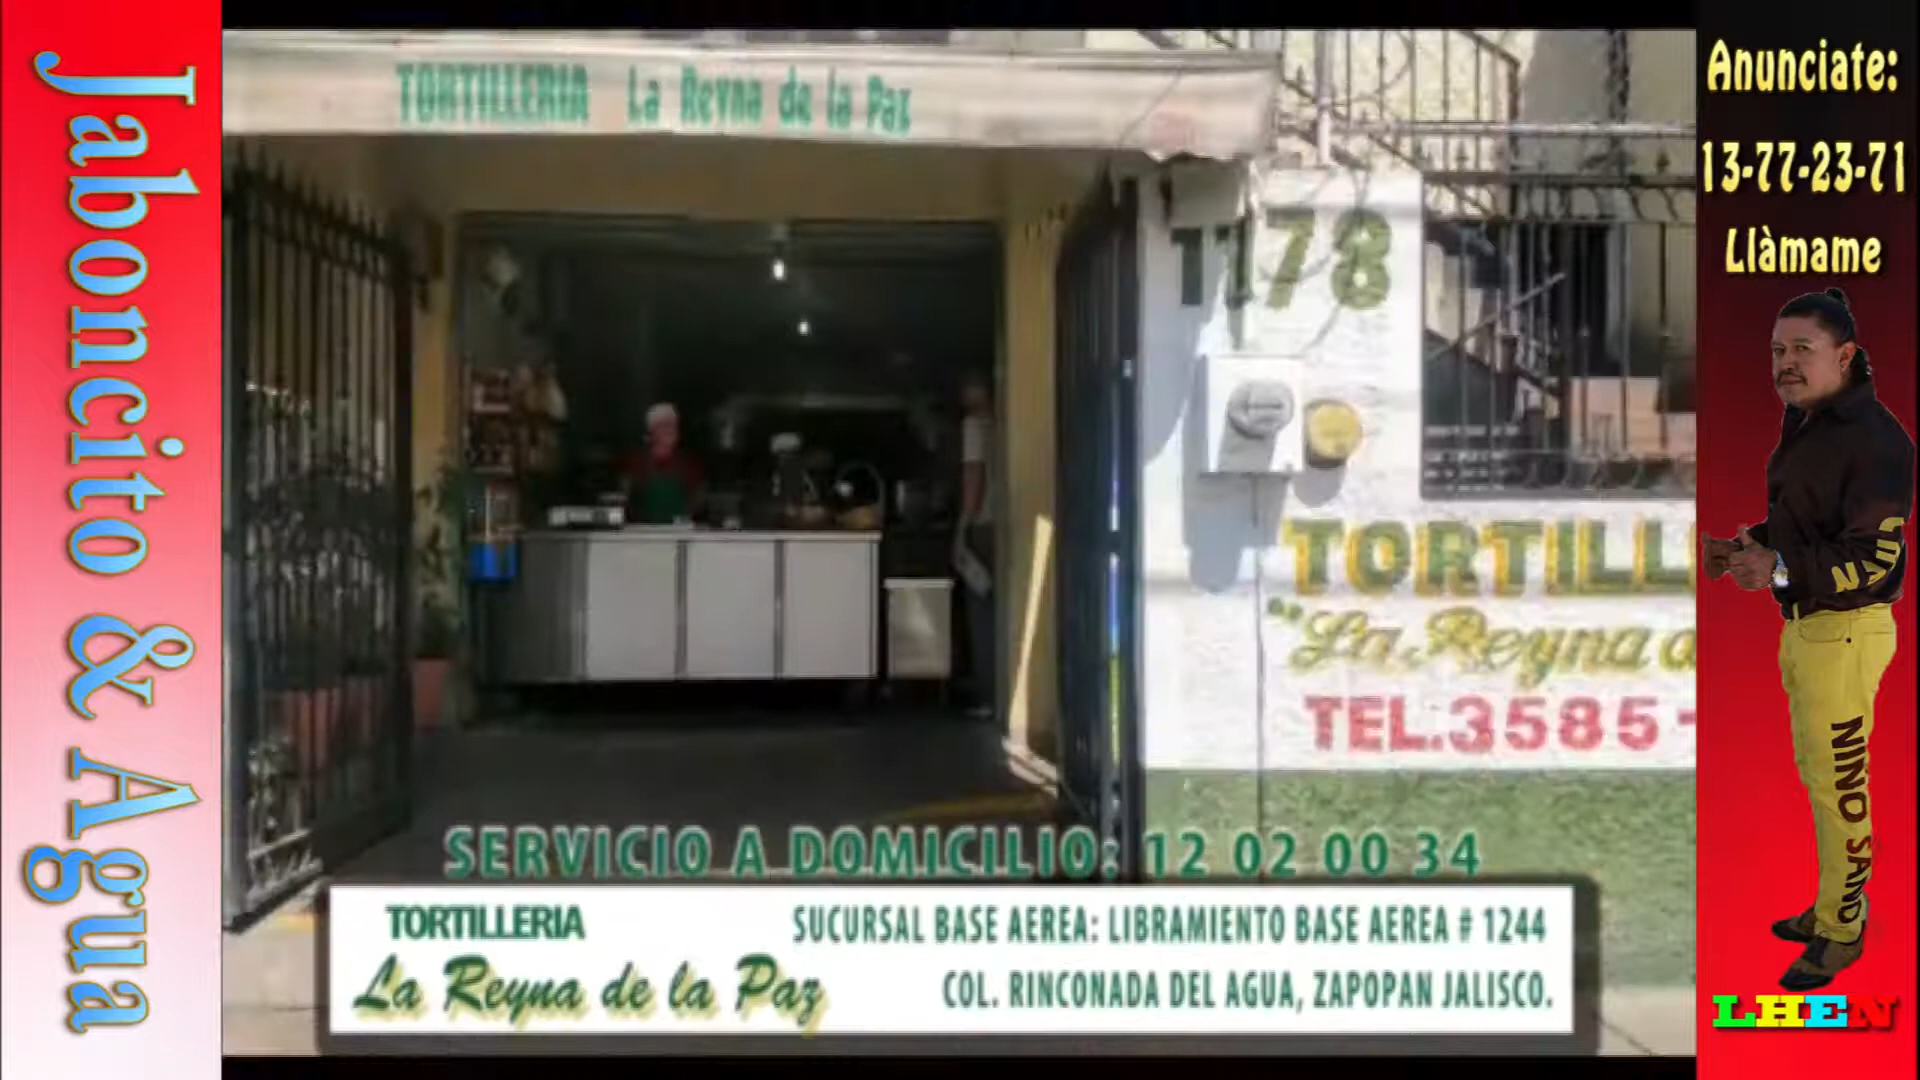 Jaboncito & Agua
TORTILLERIA La Reyna de la Paz
1178
TORTILL
"La Reyna d
TEL.3585-
SERVICIO A DOMICILIO: 12 02 00 34
TORTILLERIA
La Reyna de la Paz
SUCURSAL BASE AEREA: LIBRAMIENTO BASE AEREA # 1244
COL. RINCONADA DEL AGUA, ZAPOPAN JALISCO.
Anunciate:
13-77-23-71
Llàmame
NINO SAND
LHEN